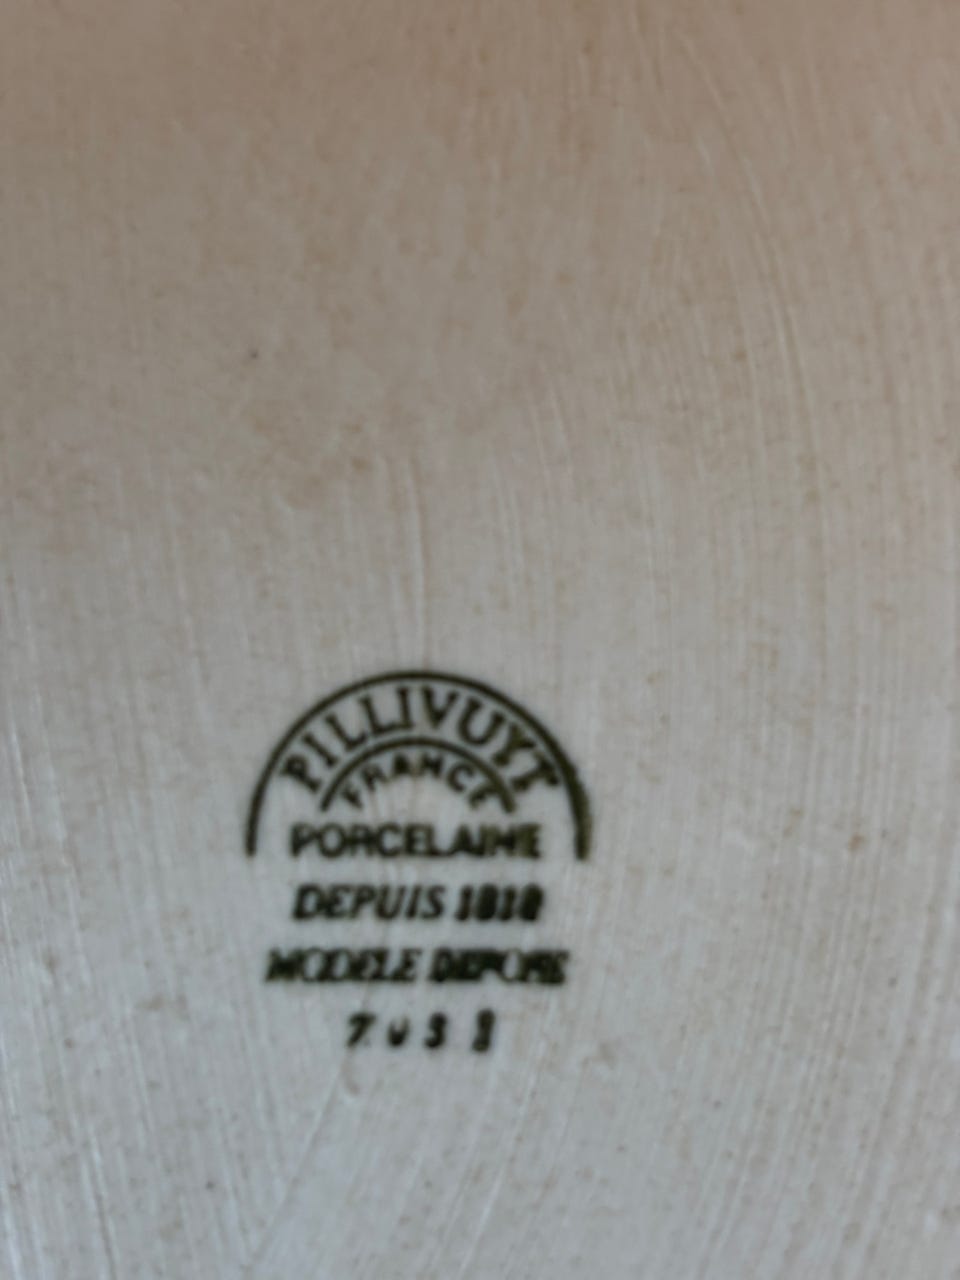 PILLIVUYT
FRANCE
PORCELAINE
DEPUIS 1818
MODELE DEPOSE